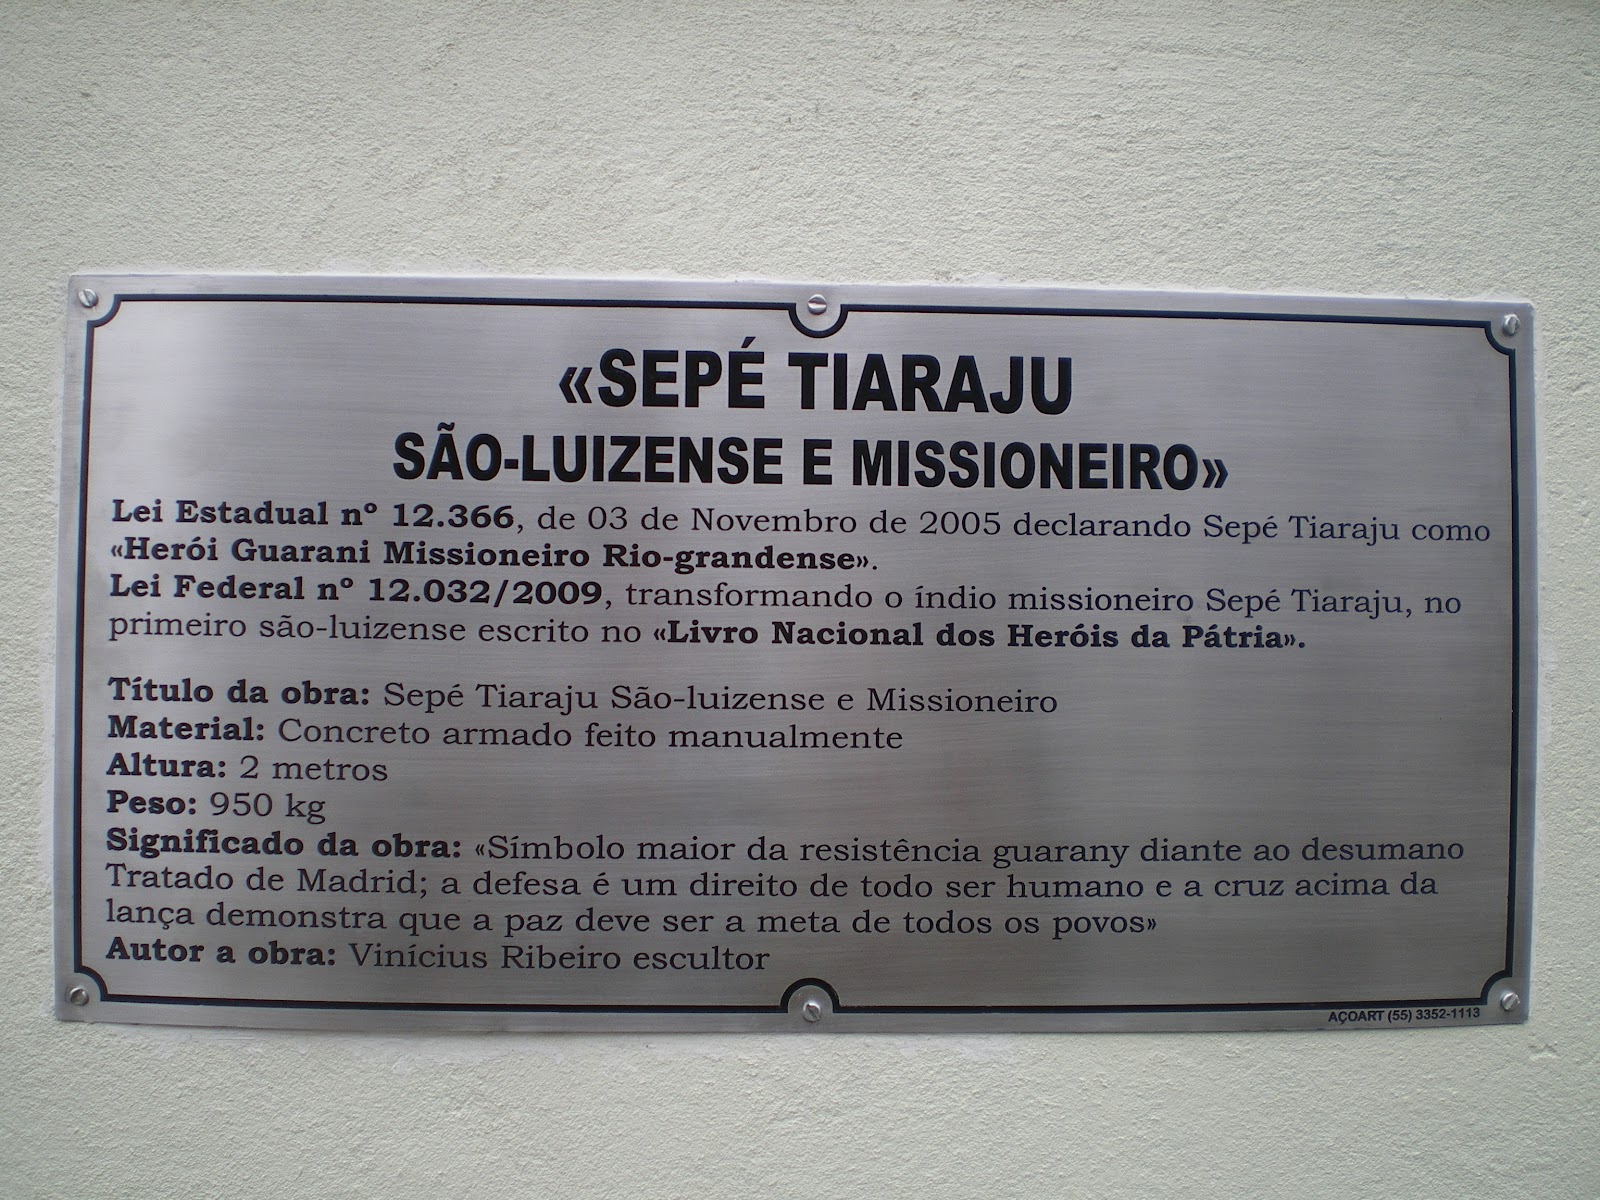 «SEPÉ TIARAJU
SÃO-LUIZENSE E MISSIONEIRO»
Lei Estadual nº 12.366, de 03 de Novembro de 2005 declarando Sepé Tiaraju como
«Herói Guarani Missioneiro Rio-grandense».
Lei Federal nº 12.032/2009, transformando o índio missioneiro Sepé Tiaraju, no
primeiro são-luizense escrito no «Livro Nacional dos Heróis da Pátria».
Título da obra: Sepé Tiaraju São-luizense e Missioneiro
Material: Concreto armado feito manualmente
Altura: 2 metros
Peso: 950 kg
Significado da obra: «Símbolo maior da resistência guarany diante ao desumano
Tratado de Madrid; a defesa é um direito de todo ser humano e a cruz acima da
lança demonstra que a paz deve ser a meta de todos os povos»
Autor a obra: Vinícius Ribeiro escultor
AÇOART (55) 3352-1113